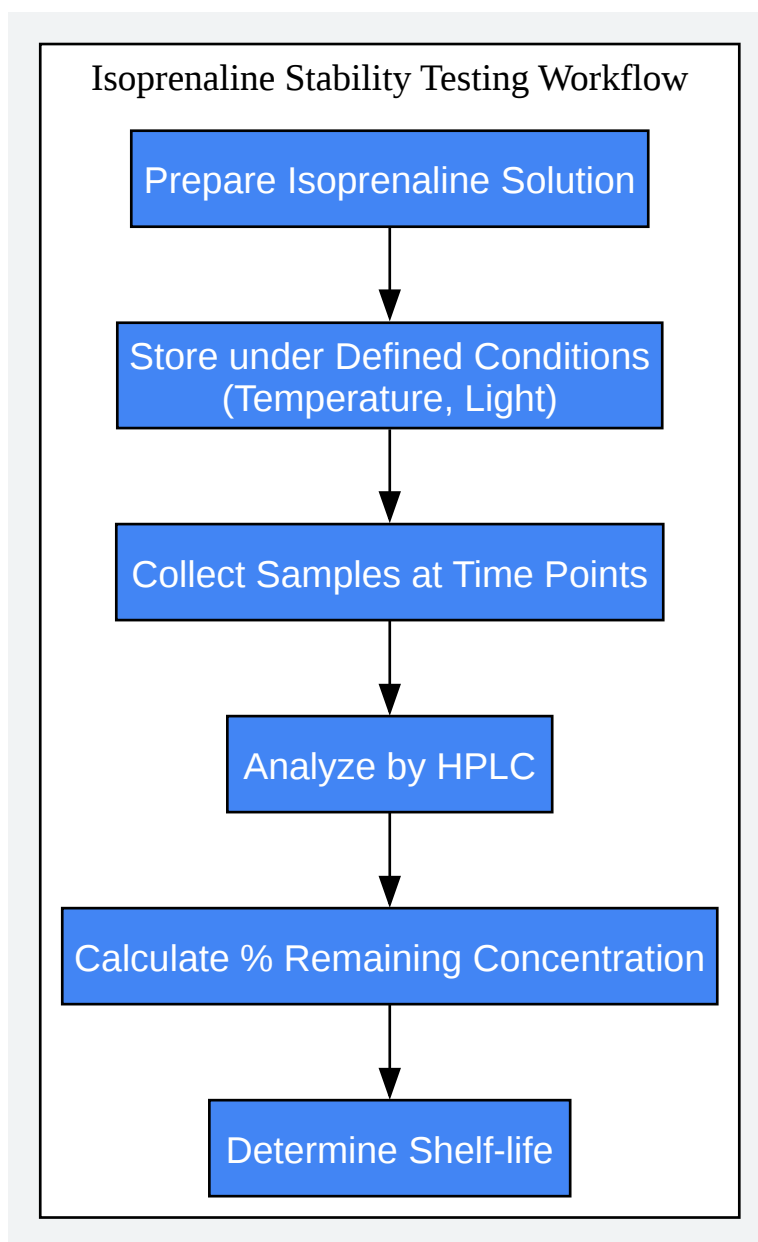 Isoprenaline Stability Testing Workflow
Prepare Isoprenaline Solution
Store under Defined Conditions
(Temperature, Light)
Collect Samples at Time Points
Analyze by HPLC
Calculate % Remaining Concentration
Determine Shelf-life